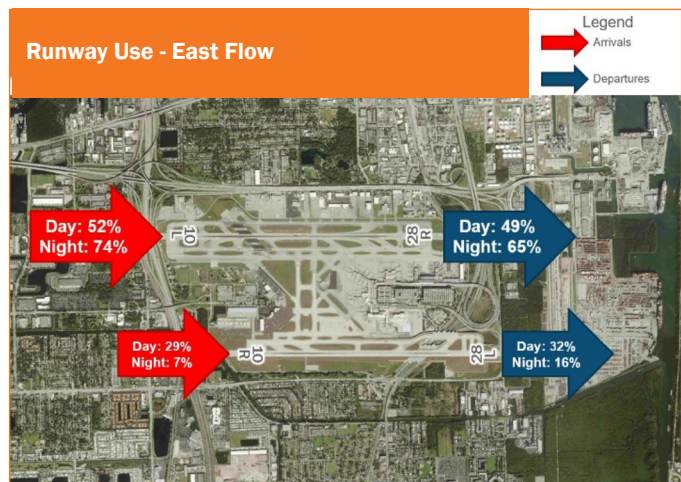 Runway Use - East Flow
Legend
Arrivals
Departures
Day: 52%
Night: 74%
10
L
28
R
Day: 49%
Night: 65%
Day: 29%
Night: 7%
10
R
28
L
Day: 32%
Night: 16%